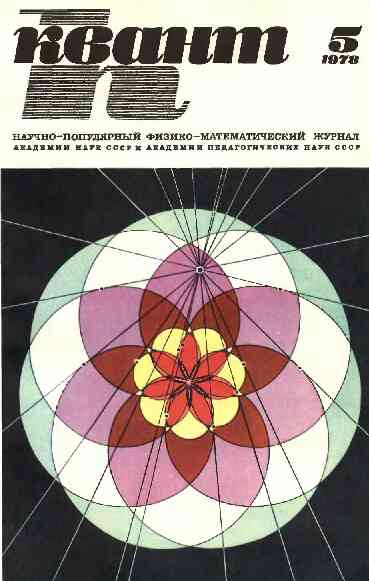 квант
5
1978
НАУЧНО-ПОПУЛЯРНЫЙ ФИЗИКО-МАТЕМАТИЧЕСКИЙ ЖУРНАЛ
АКАДЕМИИ НАУК СССР И АКАДЕМИИ ПЕДАГОГИЧЕСКИХ НАУК СССР